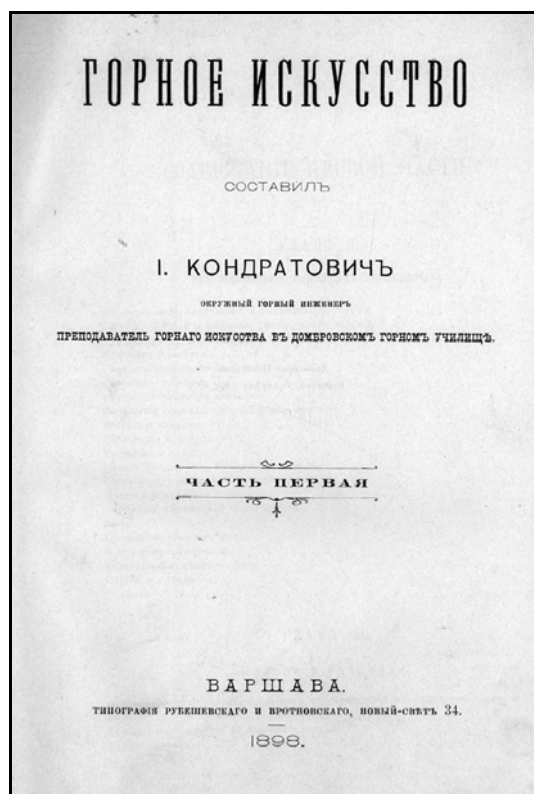 ГОРНОЕ ИСКУССТВО
СОСТАВИЛЪ
І. КОНДРАТОВИЧЪ
ОКРУЖНЫЙ ГОРНЫЙ ИНЖЕНЕРЪ
ПРЕПОДАВАТЕЛЬ ГОРНАГО ИСКУССТВА ВЪ ДОМБРОВСКОМЪ ГОРНОМЪ УЧИЛИЩѢ.
ЧАСТЬ ПЕРВАЯ
ВАРШАВА.
ТИПОГРАФІЯ РУБЕШЕВСКАГО И ВРОТНОВСКАГО, НОВЫЙ-СВѢТЪ 34.
1898.